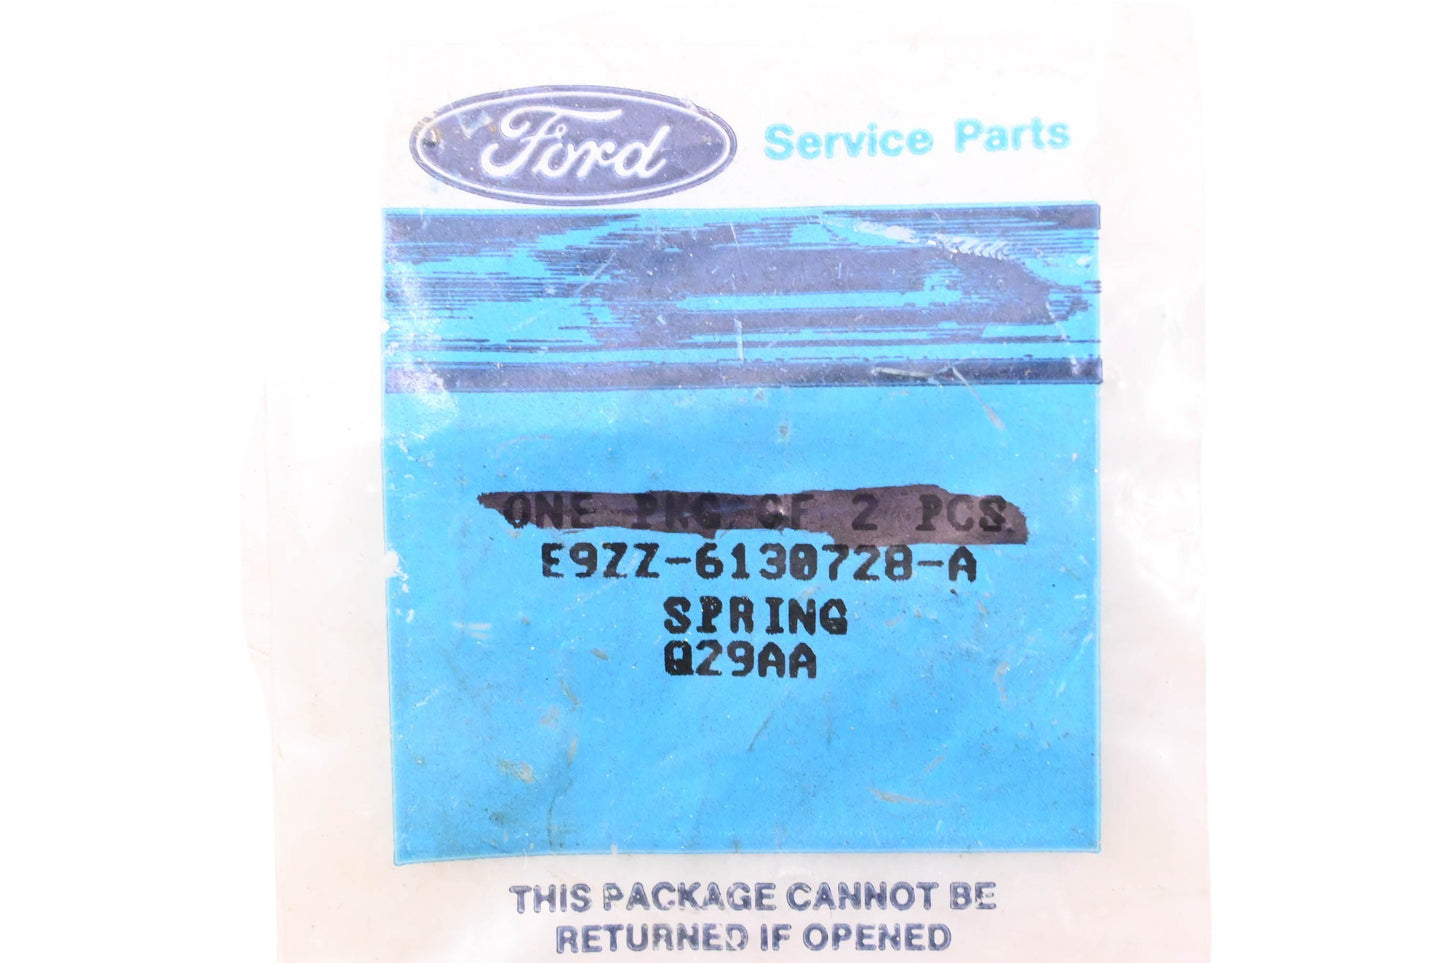 Ford Service Parts
ONE PKG OF 2 PCS.
E9ZZ-6130728-A
SPRING
Q29AA
THIS PACKAGE CANNOT BE
RETURNED IF OPENED